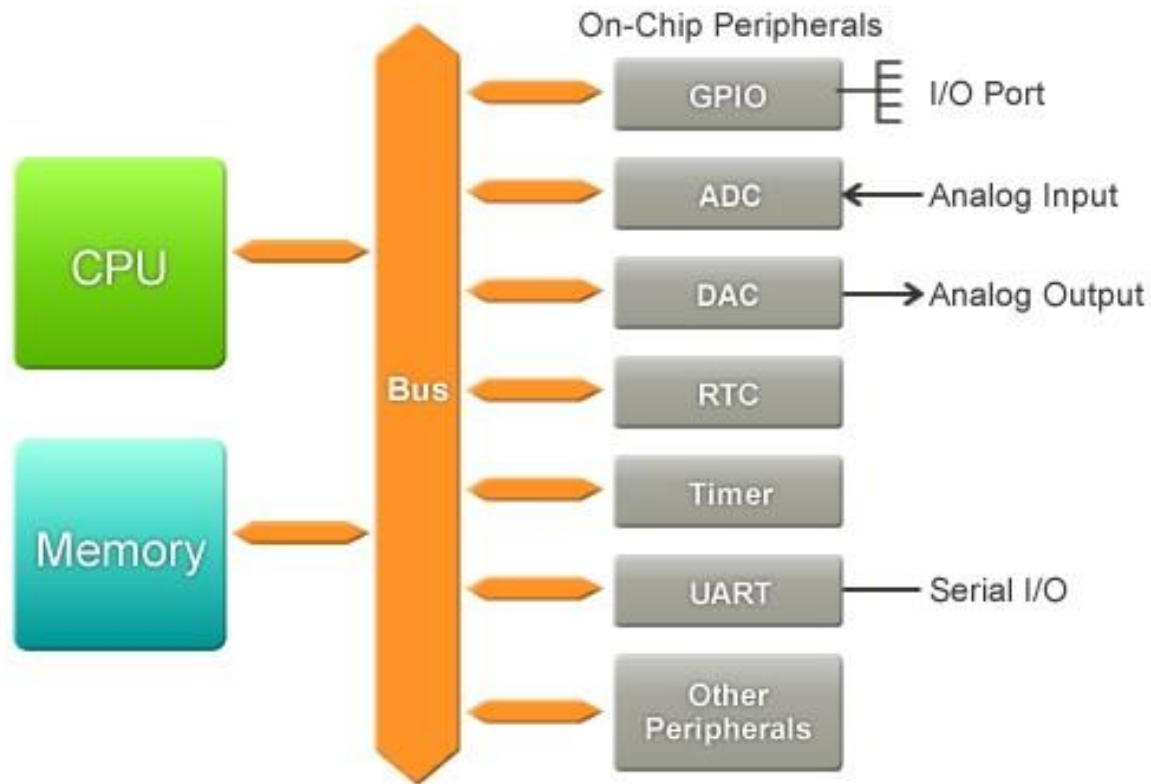 On-Chip Peripherals
GPIO
I/O Port
CPU
ADC
Analog Input
DAC
Analog Output
Bus
RTC
Memory
Timer
UART
Serial I/O
Other
Peripherals